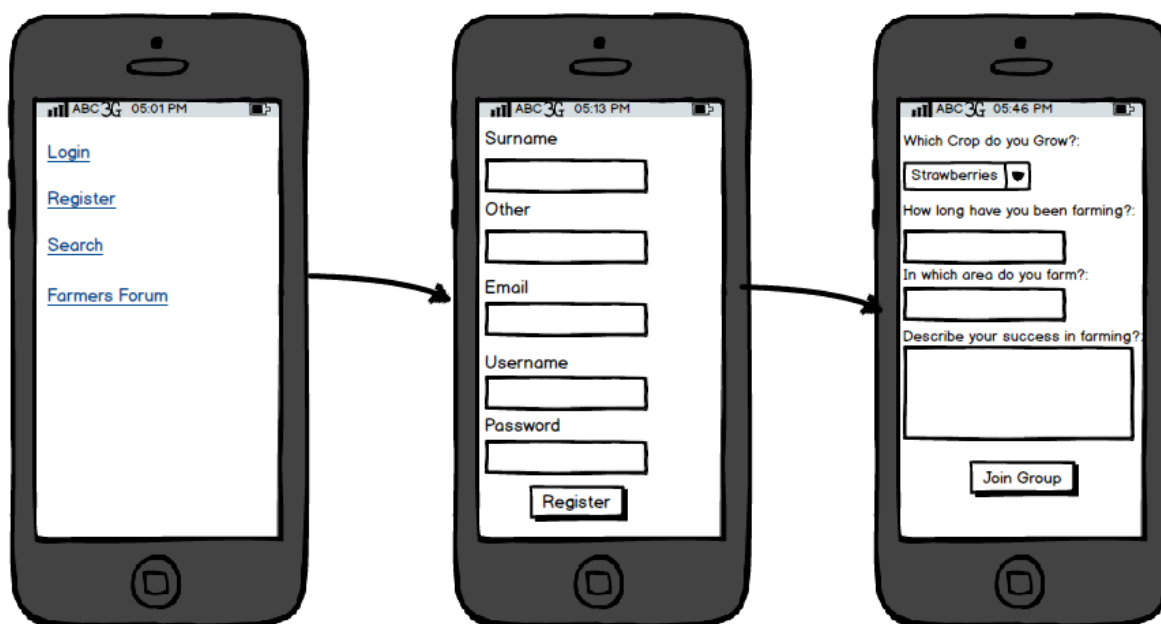 ABC 3G 05:01 PM
Login
Register
Search
Farmers Forum
ABC 3G 05:13 PM
Surname
Other
Email
Username
Password
Register
ABC 3G 05:46 PM
Which Crop do you Grow?:
Strawberries
How long have you been farming?:
In which area do you farm?:
Describe your success in farming?:
Join Group